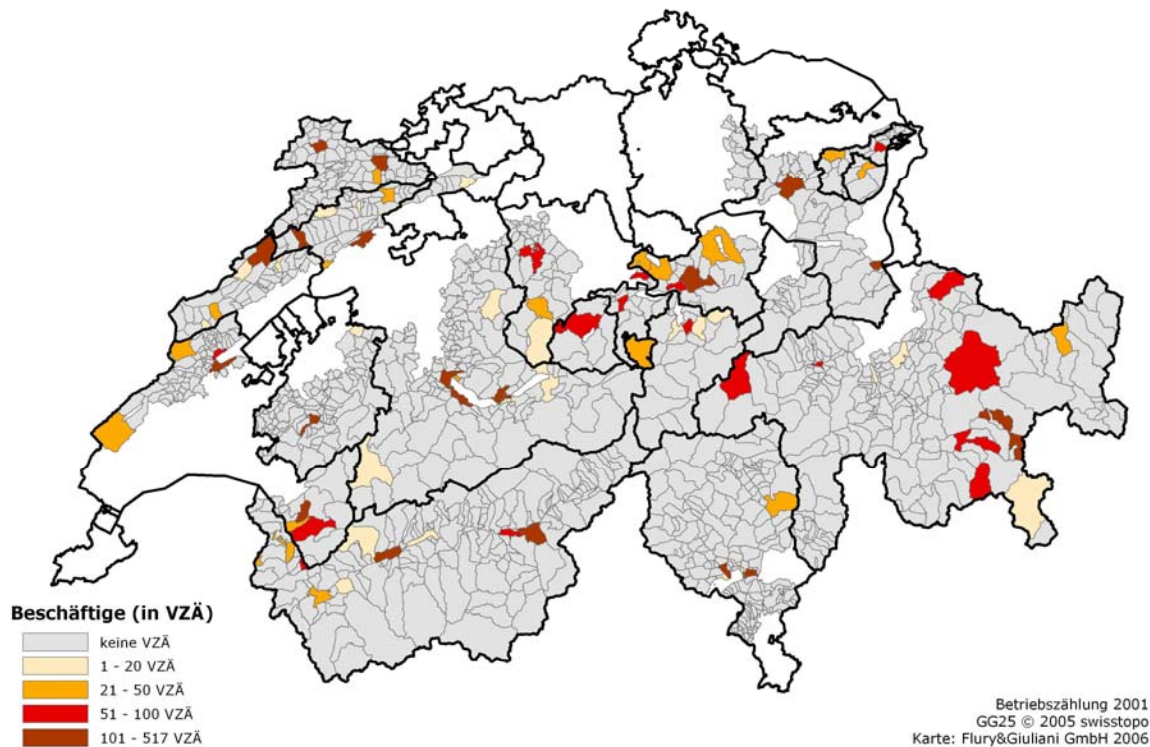 Beschäftige (in VZÄ)
keine VZÄ
1 - 20 VZÄ
21 - 50 VZÄ
51 - 100 VZÄ
101 - 517 VZÄ
Betriebszählung 2001
GG25 © 2005 swisstopo
Karte: Flury&Giuliani GmbH 2006